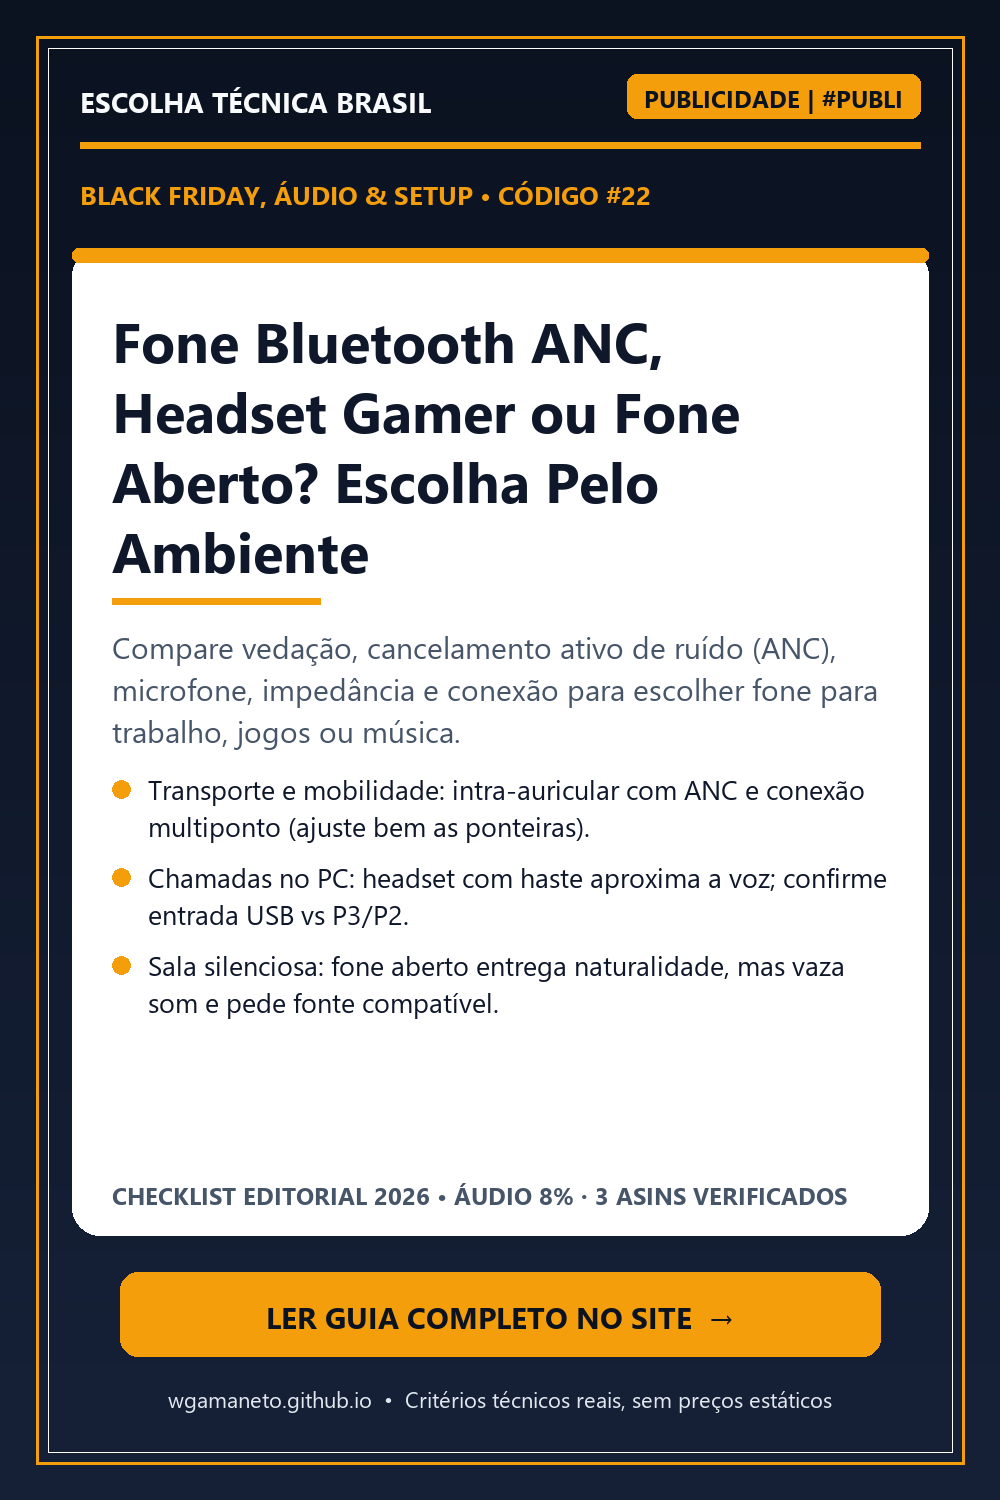 ESCOLHA TÉCNICA BRASIL
PUBLICIDADE | #PUBLI
BLACK FRIDAY, ÁUDIO & SETUP • CÓDIGO #22
Fone Bluetooth ANC,
Headset Gamer ou Fone
Aberto? Escolha Pelo
Ambiente
Compare vedação, cancelamento ativo de ruído (ANC),
microfone, impedância e conexão para escolher fone para
trabalho, jogos ou música.
Transporte e mobilidade: intra-auricular com ANC e conexão
multiponto (ajuste bem as ponteiras).
Chamadas no PC: headset com haste aproxima a voz; confirme
entrada USB vs P3/P2.
Sala silenciosa: fone aberto entrega naturalidade, mas vaza
som e pede fonte compatível.
CHECKLIST EDITORIAL 2026 • ÁUDIO 8% · 3 ASINS VERIFICADOS
LER GUIA COMPLETO NO SITE →
wgamaneto.github.io • Critérios técnicos reais, sem preços estáticos